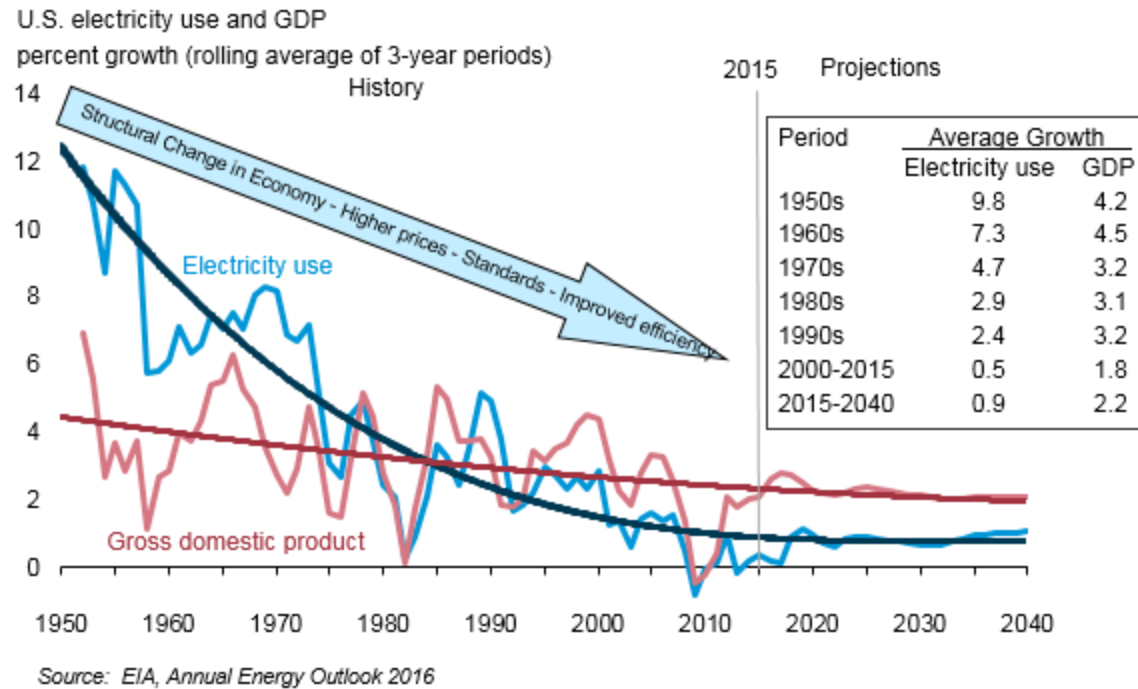 U.S. electricity use and GDP
percent growth (rolling average of 3-year periods)
History
2015 Projections
14
12
10
8
6
4
2
0
Structural Change in Economy - Higher prices - Standards - Improved efficiency
Electricity use
Gross domestic product
Period Average Growth
Electricity use GDP
1950s 9.8 4.2
1960s 7.3 4.5
1970s 4.7 3.2
1980s 2.9 3.1
1990s 2.4 3.2
2000-2015 0.5 1.8
2015-2040 0.9 2.2
1950 1960 1970 1980 1990 2000 2010 2020 2030 2040
Source: EIA, Annual Energy Outlook 2016